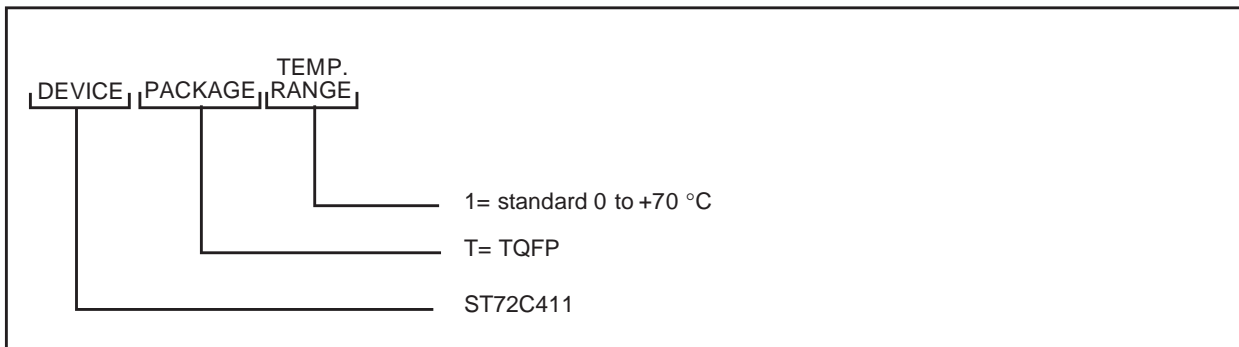 TEMP.
DEVICE PACKAGE RANGE
1= standard 0 to +70 °C
T= TQFP
ST72C411